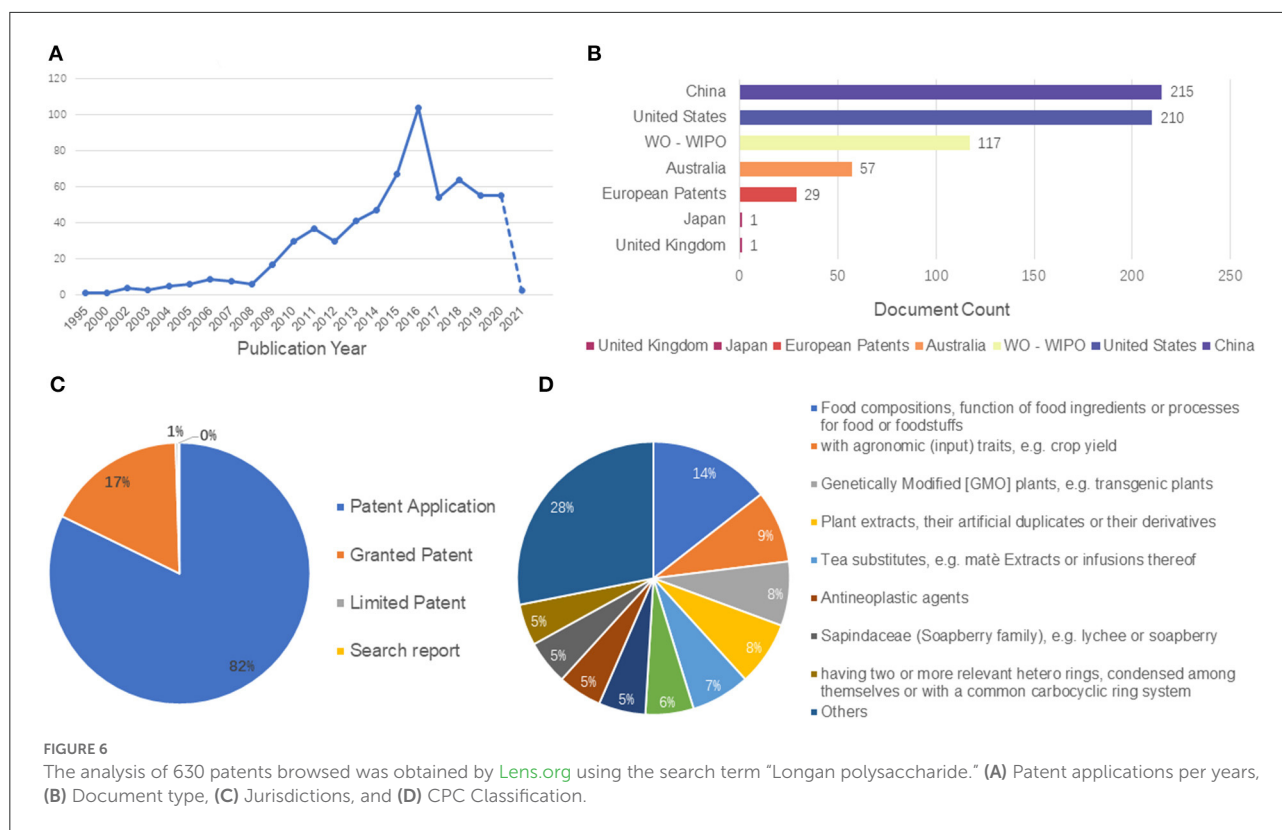 A
120
100
80
60
40
20
0
1995
2000
2002
2003
2004
2005
2006
2007
2008
2009
2010
2011
2012
2013
2014
2015
2016
2017
2018
2019
2020
2021
Publication Year
B
China
United States
WO - WIPO
Australia
European Patents
Japan
United Kingdom
215
210
117
57
29
1
1
0 50 100 150 200 250
Document Count
United Kingdom Japan European Patents Australia WO - WIPO United States China
C
1%
0%
17%
82%
Patent Application
Granted Patent
Limited Patent
Search report
D
14%
9%
8%
8%
7%
6%
5%
5%
5%
5%
28%
Food compositions, function of food ingredients or processes
for food or foodstuffs
with agronomic (input) traits, e.g. crop yield
Genetically Modified [GMO] plants, e.g. transgenic plants
Plant extracts, their artificial duplicates or their derivatives
Tea substitutes, e.g. matè Extracts or infusions thereof
Antineoplastic agents
Sapindaceae (Soapberry family), e.g. lychee or soapberry
having two or more relevant hetero rings, condensed among
themselves or with a common carbocyclic ring system
Others
FIGURE 6
The analysis of 630 patents browsed was obtained by Lens.org using the search term “Longan polysaccharide.” (A) Patent applications per years,
(B) Document type, (C) Jurisdictions, and (D) CPC Classification.